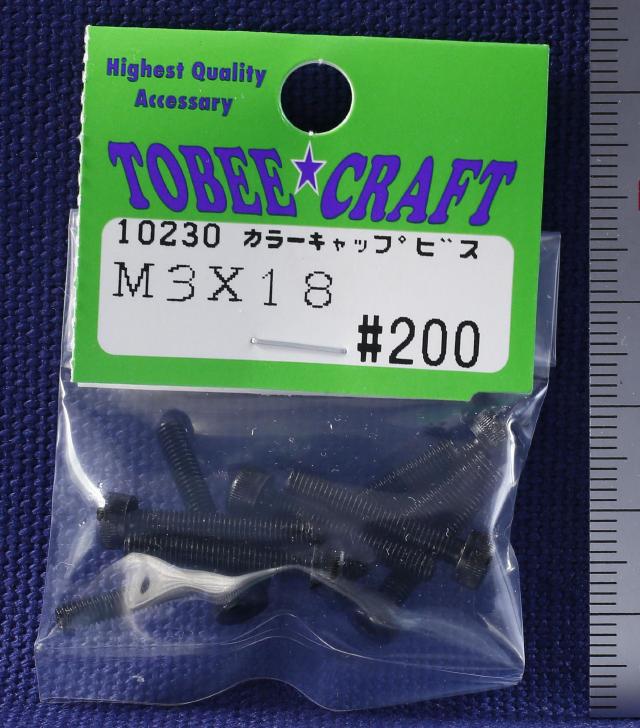 Highest Quality
Accessary
TOBEE★CRAFT
10230 カラーキャップビス
M3X18
#200